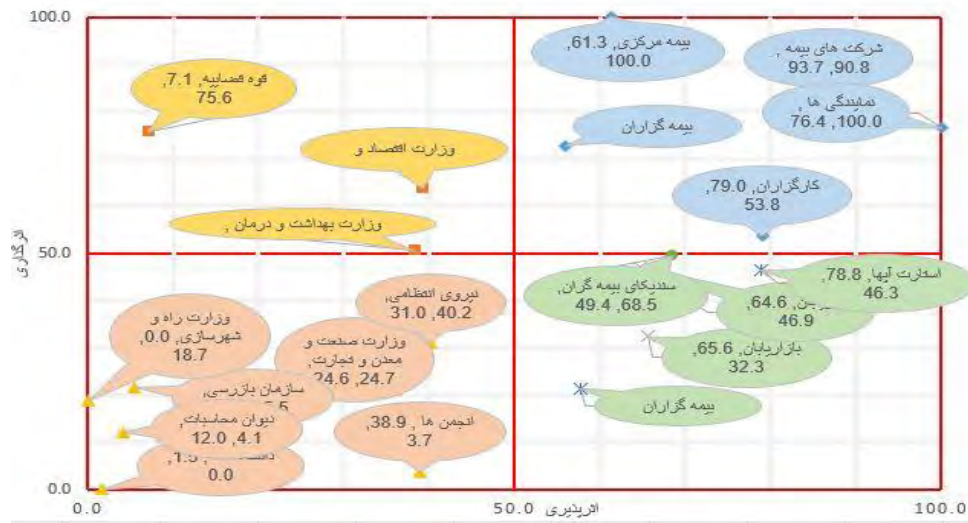 100.0
بیمه مرکزی, 61.3,
100.0
شرکت های بیمه ,
93.7 ,90.8
قوه قضاییه, 7.1,
75.6
نمایندگی ها ,
76.4 ,100.0
بیمه گزاران
وزارت اقتصاد و
کارگزاران, 79.0,
53.8
وزارت بهداشت و درمان ,
50.0
اثرگذاری
استارت آپها, 78.8,
46.3
سندیکای بیمه گران,
49.4 ,68.5
64.6,
46.9
نیروی انتظامی,
31.0 ,40.2
وزارت راه و
شهرسازی, 0.0,
18.7
وزارت صنعت و
معدن و تجارت,
24.6 ,24.7
بازاریابان, 65.6,
32.3
سازمان بازرسی,
دیوان محاسبات,
12.0 ,4.1
انجمن ها , 38.9,
3.7
بیمه گزاران
1.5,
0.0
0.0
0.0
50.0
اثرپذیری
100.0